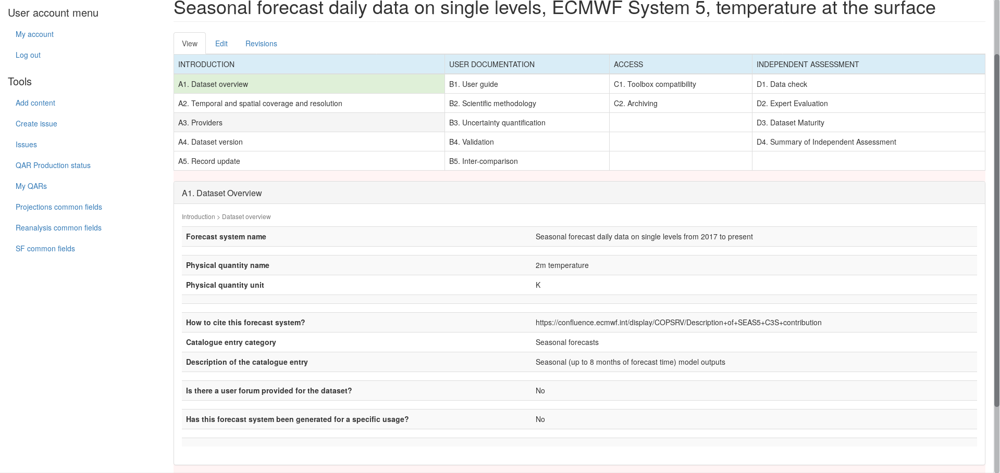 User account menu
My account
Log out
Tools
Add content
Create issue
Issues
QAR Production status
My QARs
Projections common fields
Reanalysis common fields
SF common fields
Seasonal forecast daily data on single levels, ECMWF System 5, temperature at the surface
View Edit Revisions
INTRODUCTION USER DOCUMENTATION ACCESS INDEPENDENT ASSESSMENT
A1. Dataset overview B1. User guide C1. Toolbox compatibility D1. Data check
A2. Temporal and spatial coverage and resolution B2. Scientific methodology C2. Archiving D2. Expert Evaluation
A3. Providers B3. Uncertainty quantification D3. Dataset Maturity
A4. Dataset version B4. Validation D4. Summary of Independent Assessment
A5. Record update B5. Inter-comparison
A1. Dataset Overview
Introduction > Dataset overview
Forecast system name Seasonal forecast daily data on single levels from 2017 to present
Physical quantity name 2m temperature
Physical quantity unit K
How to cite this forecast system? https://confluence.ecmwf.int/display/COPSRV/Description+of+SEAS5+C3S+contribution
Catalogue entry category Seasonal forecasts
Description of the catalogue entry Seasonal (up to 8 months of forecast time) model outputs
Is there a user forum provided for the dataset? No
Has this forecast system been generated for a specific usage? No